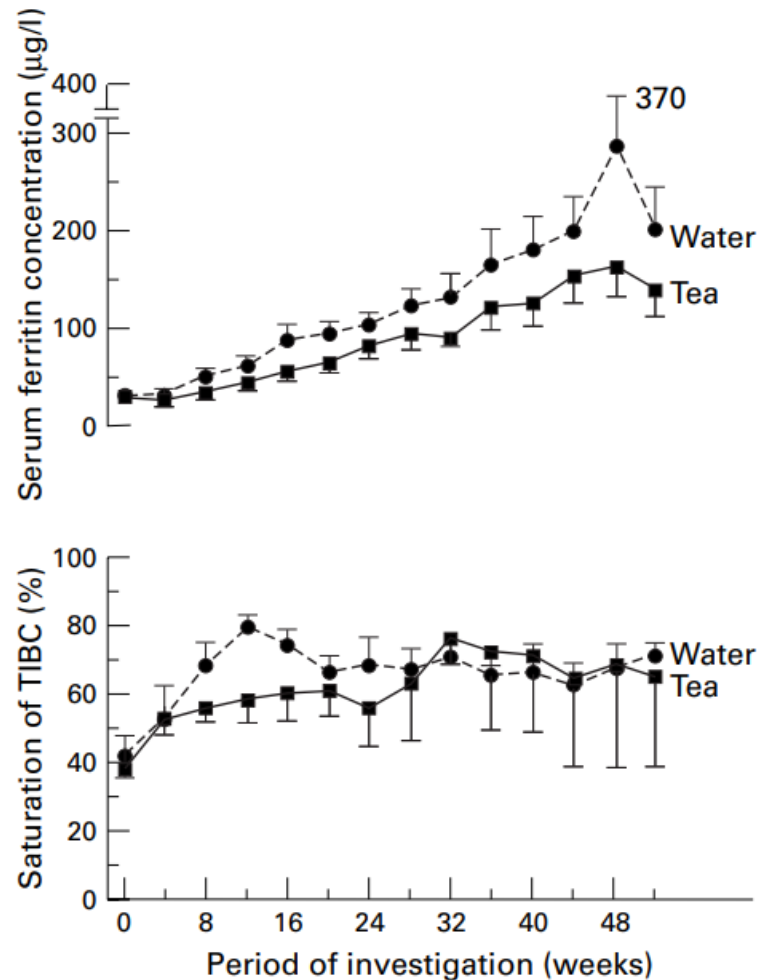 Serum ferritin concentration (µg/l)
400
370
300
200
Water
Tea
100
0
Saturation of TIBC (%)
100
80
Water
Tea
60
40
20
0
0 8 16 24 32 40 48
Period of investigation (weeks)